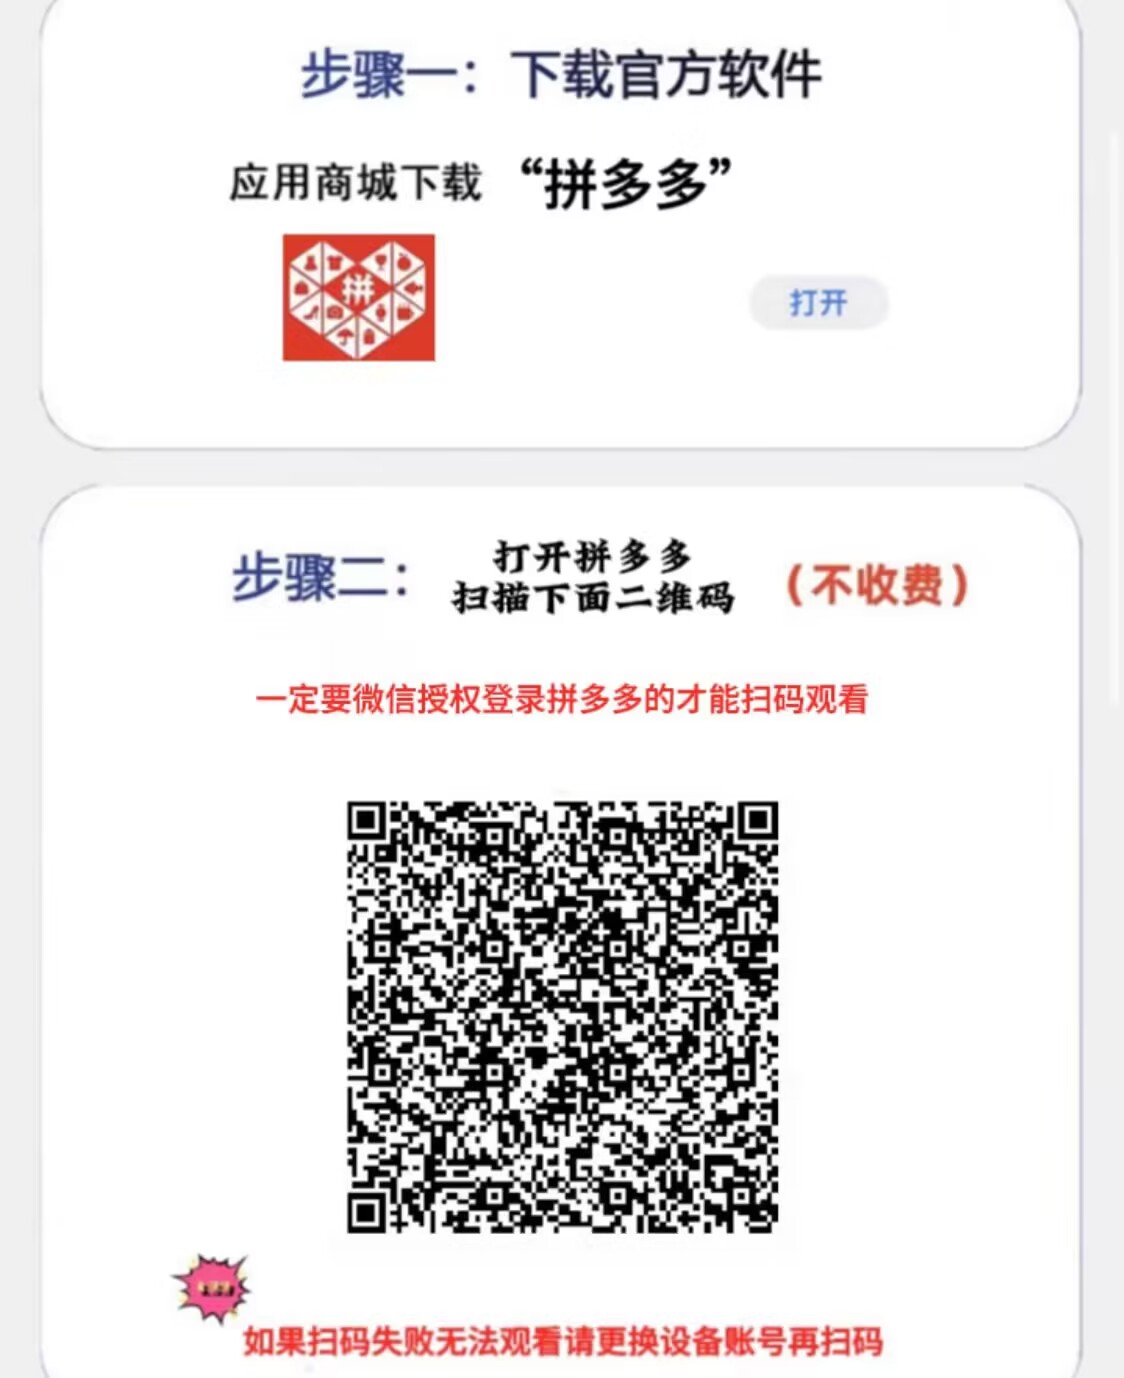 步骤一：下载官方软件
应用商城下载 “拼多多”
拼
打开
步骤二：
打开拼多多
扫描下面二维码
（不收费）
一定要微信授权登录拼多多的才能扫码观看
如果扫码失败无法观看请更换设备账号再扫码